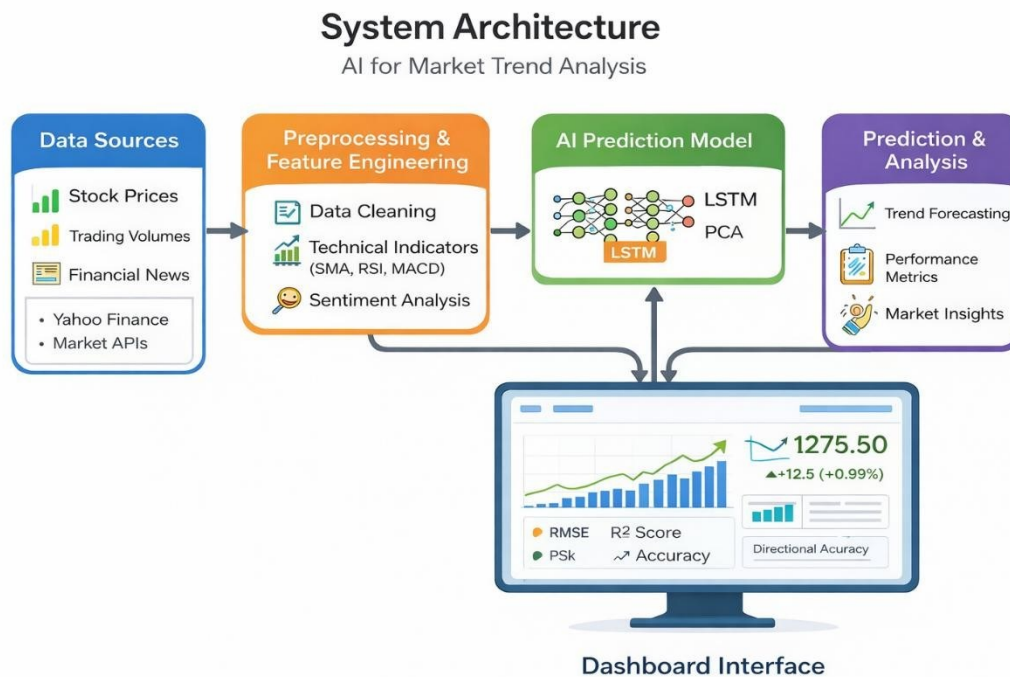 System Architecture
AI for Market Trend Analysis
Data Sources
Stock Prices
Trading Volumes
Financial News
• Yahoo Finance
• Market APIs
Preprocessing &
Feature Engineering
Data Cleaning
Technical Indicators
(SMA, RSI, MACD)
Sentiment Analysis
AI Prediction Model
LSTM
PCA
LSTM
Prediction &
Analysis
Trend Forecasting
Performance
Metrics
Market Insights
1275.50
▲+12.5 (+0.99%)
RMSE
R2 Score
PSk
Accuracy
Directional Acuracy
Dashboard Interface